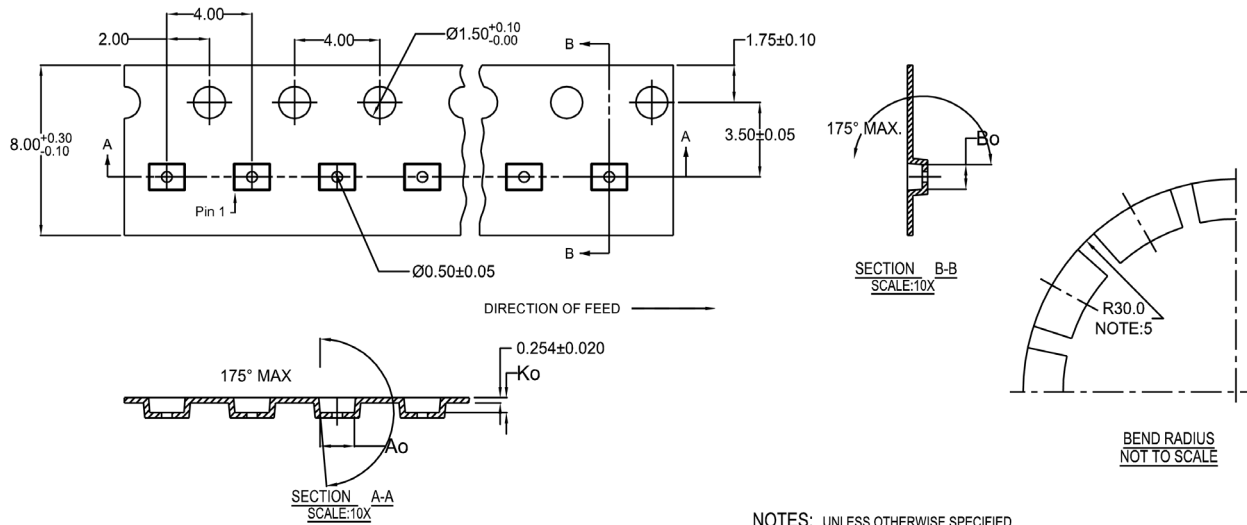 4.00
2.00
4.00
Ø1.50 +0.10 -0.00
B
1.75±0.10
8.00 +0.30 -0.10
A
A
3.50±0.05
175° MAX.
Bo
Pin 1
B
Ø0.50±0.05
SECTION B-B
SCALE:10X
DIRECTION OF FEED
R30.0
NOTE:5
0.254±0.020
175° MAX
Ko
Ao
SECTION A-A
SCALE:10X
BEND RADIUS
NOT TO SCALE
NOTES: UNLESS OTHERWISE SPECIFIED